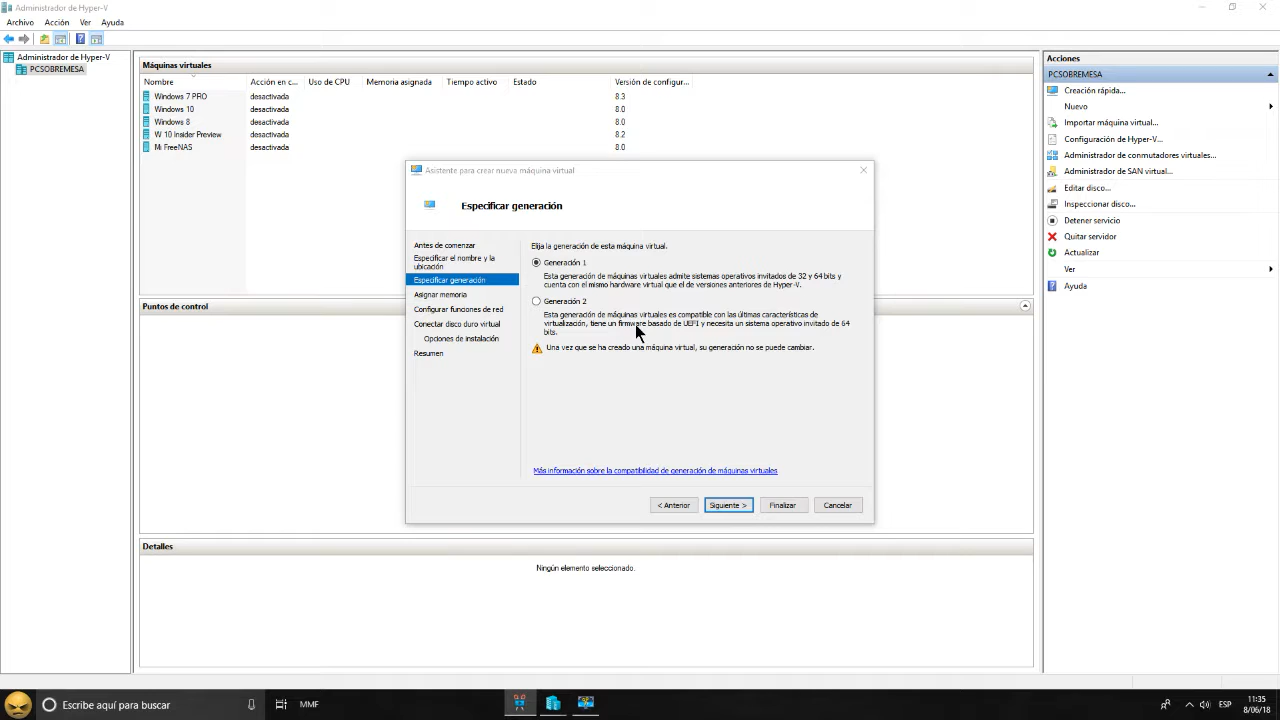 Administrador de Hyper-V
Archivo Acción Ver Ayuda
Administrador de Hyper-V
PCSOBREMESA
Máquinas virtuales
Nombre Acción en c... Uso de CPU Memoria asignada Tiempo activo Estado Versión de configur...
Windows 7 PRO desactivada 8.3
Windows 10 desactivada 8.0
Windows 8 desactivada 8.0
W 10 Insider Preview desactivada 8.2
Mi FreeNAS desactivada 8.0
Puntos de control
Detalles
Ningún elemento seleccionado.
Asistente para crear nueva máquina virtual
Especificar generación
Antes de comenzar
Especificar el nombre y la
ubicación
Especificar generación
Asignar memoria
Configurar funciones de red
Conectar disco duro virtual
Opciones de instalación
Resumen
Elija la generación de esta máquina virtual.
Generación 1
Esta generación de máquinas virtuales admite sistemas operativos invitados de 32 y 64 bits y
cuenta con el mismo hardware virtual que el de versiones anteriores de Hyper-V.
Generación 2
Esta generación de máquinas virtuales es compatible con las últimas características de
virtualización, tiene un firmware basado de UEFI y necesita un sistema operativo invitado de 64
bits.
Una vez que se ha creado una máquina virtual, su generación no se puede cambiar.
Más información sobre la compatibilidad de generación de máquinas virtuales
< Anterior Siguiente > Finalizar Cancelar
Acciones
PCSOBREMESA
Creación rápida...
Nuevo
Importar máquina virtual...
Configuración de Hyper-V...
Administrador de conmutadores virtuales...
Administrador de SAN virtual...
Editar disco...
Inspeccionar disco...
Detener servicio
Quitar servidor
Actualizar
Ver
Ayuda
Escribe aquí para buscar
MMF
ESP
11:35
8/06/18